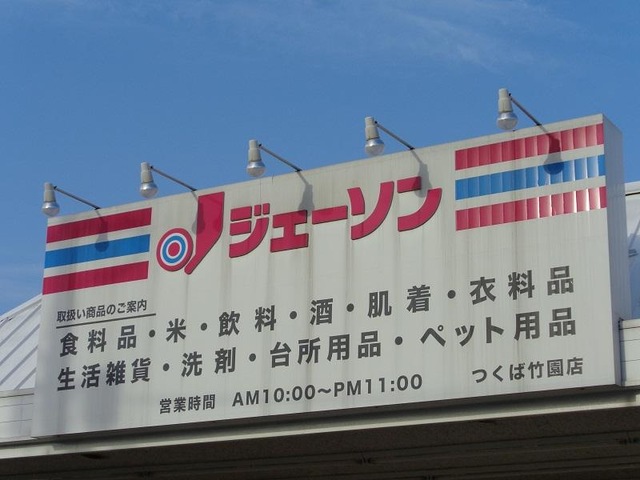 ジェーソン
取扱い商品のご案内
食料品・米・飲料・酒・肌着・衣料品
生活雑貨・洗剤・台所用品・ペット用品
営業時間 AM10:00〜PM11:00 つくば竹園店